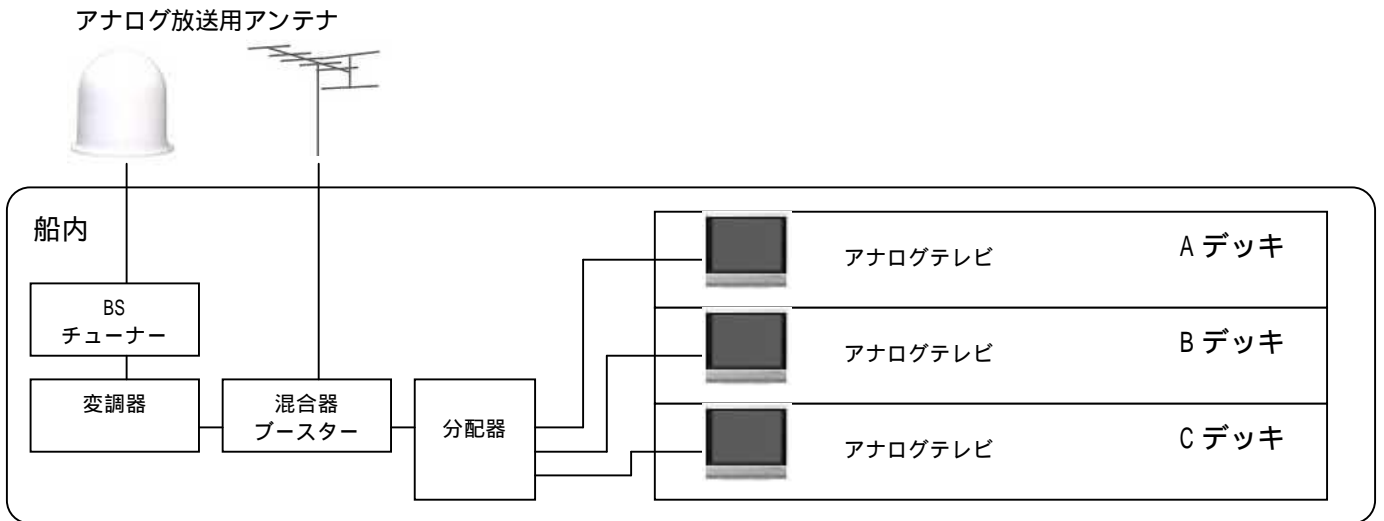 アナログ放送用アンテナ
船内
BS
チューナー
変調器
混合器
ブースター
分配器
アナログテレビ
A デッキ
アナログテレビ
B デッキ
アナログテレビ
C デッキ